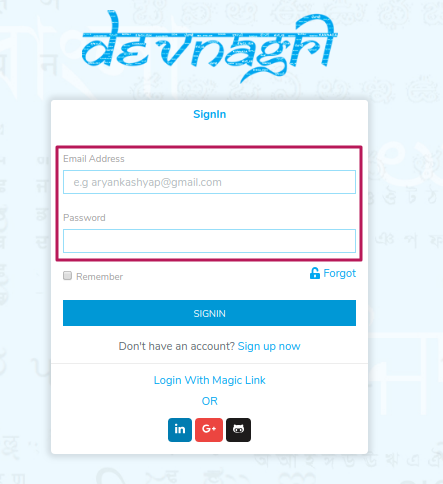 devnagri
SignIn
Email Address
e.g aryankashyap@gmail.com
Password
Remember
Forgot
SIGNIN
Don't have an account? Sign up now
Login With Magic Link
OR
in
G+